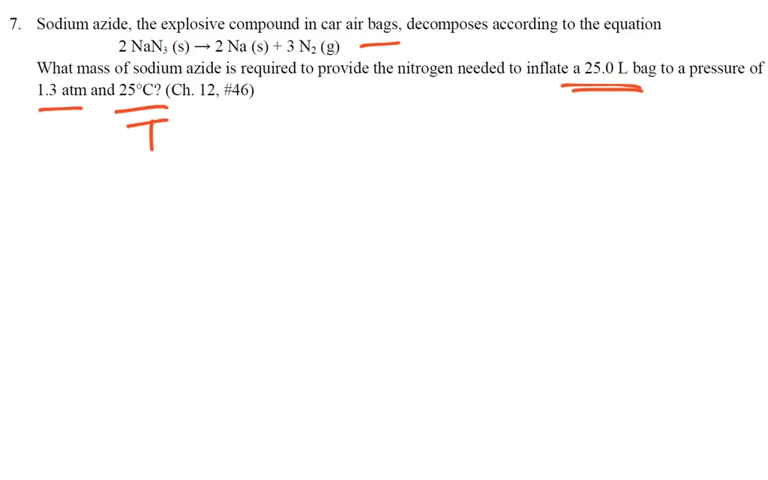 7. Sodium azide, the explosive compound in car air bags, decomposes according to the equation
2 NaN₃ (s) → 2 Na (s) + 3 N₂ (g)
What mass of sodium azide is required to provide the nitrogen needed to inflate a 25.0 L bag to a pressure of
1.3 atm and 25°C? (Ch. 12, #46)
T